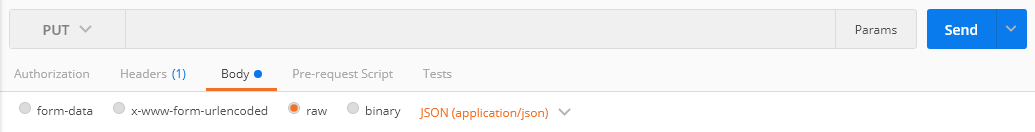 PUT Params Send
Authorization Headers (1) Body Pre-request Script Tests
form-data x-www-form-urlencoded raw binary JSON (application/json)